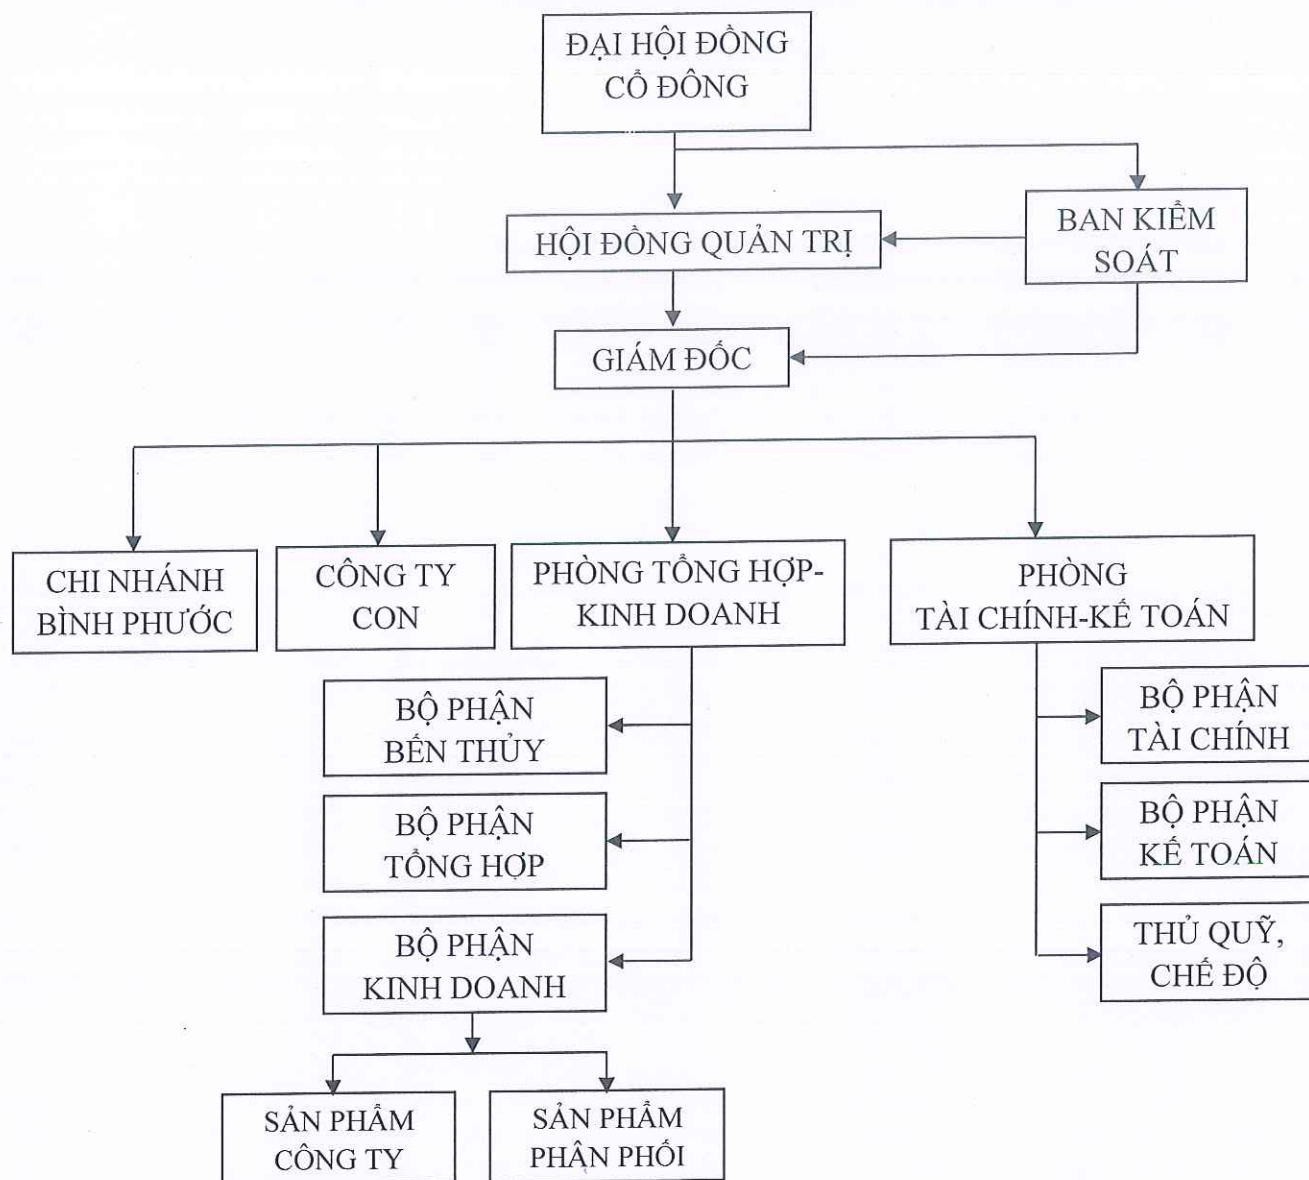 ĐẠI HỘI ĐỒNG
CỔ ĐÔNG
HỘI ĐỒNG QUẢN TRỊ
BAN KIỂM
SOÁT
GIÁM ĐỐC
CHI NHÁNH
BÌNH PHƯỚC
CÔNG TY
CON
PHÒNG TỔNG HỢP-
KINH DOANH
PHÒNG
TÀI CHÍNH-KẾ TOÁN
BỘ PHẬN
BẾN THỦY
BỘ PHẬN
TỔNG HỢP
BỘ PHẬN
KINH DOANH
BỘ PHẬN
TÀI CHÍNH
BỘ PHẬN
KẾ TOÁN
THỦ QUỸ,
CHẾ ĐỘ
SẢN PHẨM
CÔNG TY
SẢN PHẨM
PHÂN PHỐI